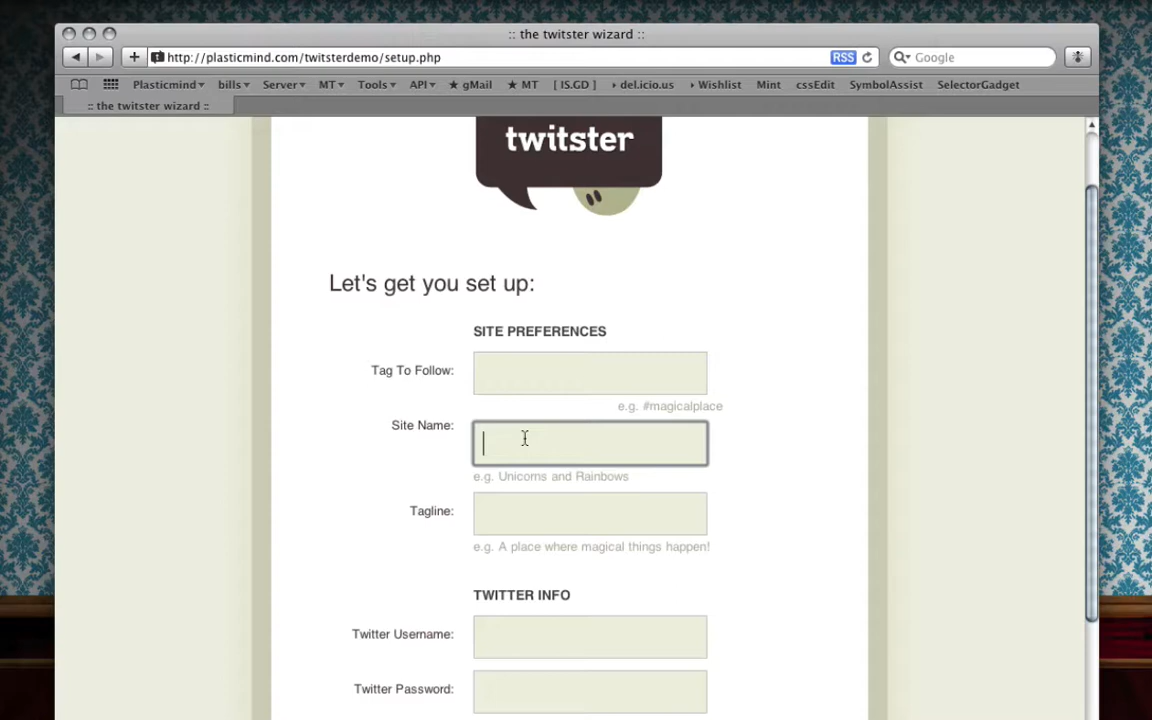 :: the twitster wizard ::
http://plasticmind.com/twitsterdemo/setup.php RSS Google
Plasticmind bills Server MT Tools API ★ gMail ★ MT [ IS.GD ] del.icio.us Wishlist Mint cssEdit SymbolAssist SelectorGadget
:: the twitster wizard ::
twitster
Let's get you set up:
SITE PREFERENCES
Tag To Follow:
e.g. #magicalplace
Site Name:
e.g. Unicorns and Rainbows
Tagline:
e.g. A place where magical things happen!
TWITTER INFO
Twitter Username:
Twitter Password: